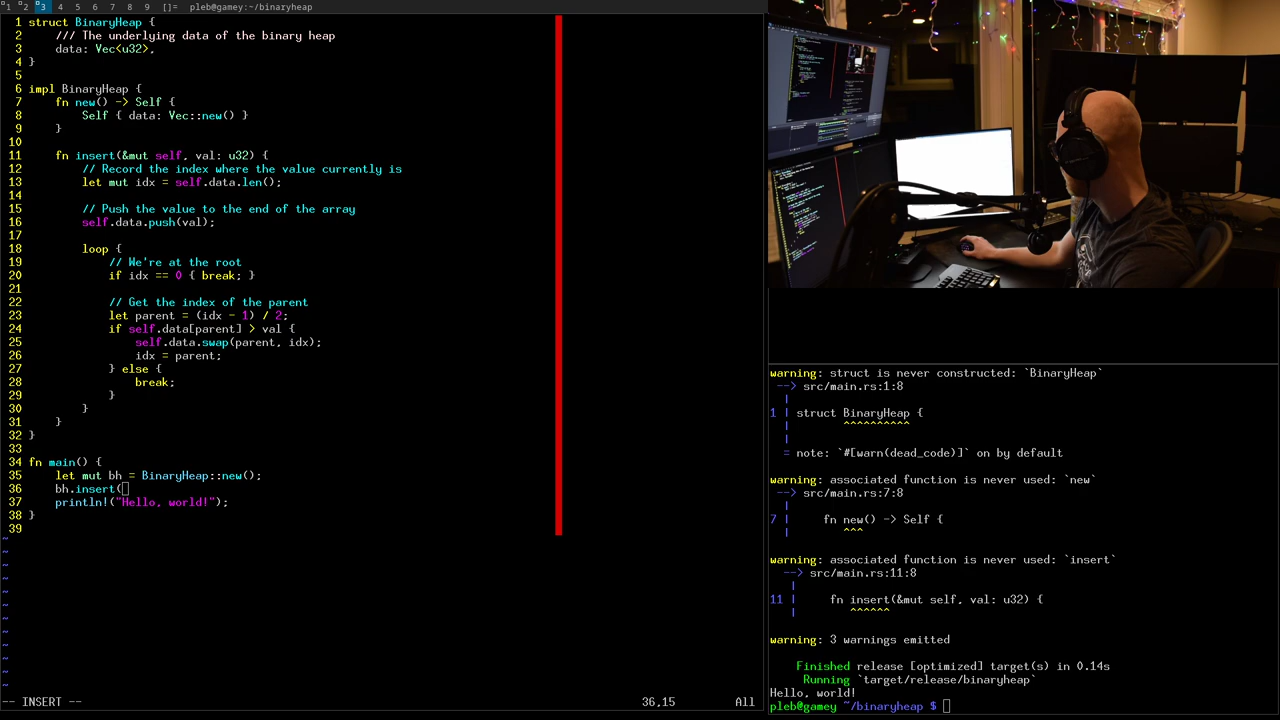 1 2 3 4 5 6 7 8 9 []= pleb@gamey:~/binaryheap
1 struct BinaryHeap {
2     /// The underlying data of the binary heap
3     data: Vec<u32>,
4 }
5
6 impl BinaryHeap {
7     fn new() -> Self {
8         Self { data: Vec::new() }
9     }
10
11     fn insert(&mut self, val: u32) {
12         // Record the index where the value currently is
13         let mut idx = self.data.len();
14
15         // Push the value to the end of the array
16         self.data.push(val);
17
18         loop {
19             // We're at the root
20             if idx == 0 { break; }
21
22             // Get the index of the parent
23             let parent = (idx - 1) / 2;
24             if self.data[parent] > val {
25                 self.data.swap(parent, idx);
26                 idx = parent;
27             } else {
28                 break;
29             }
30         }
31     }
32 }
33
34 fn main() {
35     let mut bh = BinaryHeap::new();
36     bh.insert(
37     println!("Hello, world!");
38 }
39
~
~
~
~
~
~
~
~
~
~
~
~
-- INSERT -- 36,15 All
warning: struct is never constructed: `BinaryHeap`
--> src/main.rs:1:8
|
1 | struct BinaryHeap {
|        ^^^^^^^^^^
|
= note: `#[warn(dead_code)]` on by default
warning: associated function is never used: `new`
--> src/main.rs:7:8
|
7 |     fn new() -> Self {
|        ^^^
warning: associated function is never used: `insert`
--> src/main.rs:11:8
|
11 |     fn insert(&mut self, val: u32) {
|        ^^^^^^
warning: 3 warnings emitted
Finished release [optimized] target(s) in 0.14s
Running `target/release/binaryheap`
Hello, world!
pleb@gamey ~/binaryheap $